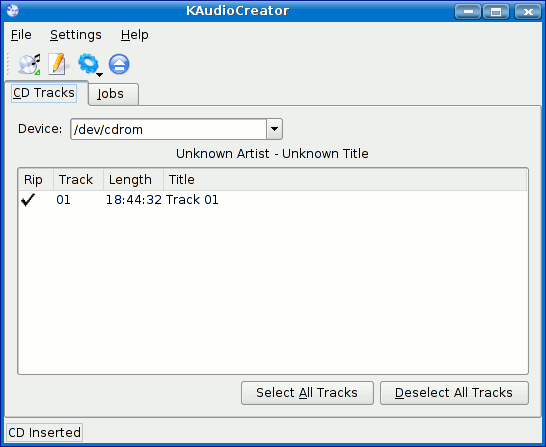 KAudioCreator
File Settings Help
CD Tracks Jobs
Device: /dev/cdrom
Unknown Artist - Unknown Title
Rip Track Length Title
01 18:44:32 Track 01
Select All Tracks Deselect All Tracks
CD Inserted